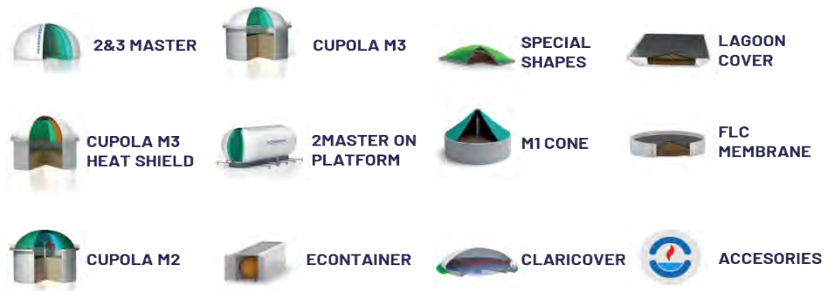 2&3 MASTER
CUPOLA M3
SPECIAL
SHAPES
LAGOON
COVER
CUPOLA M3
HEAT SHIELD
2MASTER ON
PLATFORM
M1 CONE
FLC
MEMBRANE
CUPOLA M2
ECONTAINER
CLARICOVER
ACCESORIES